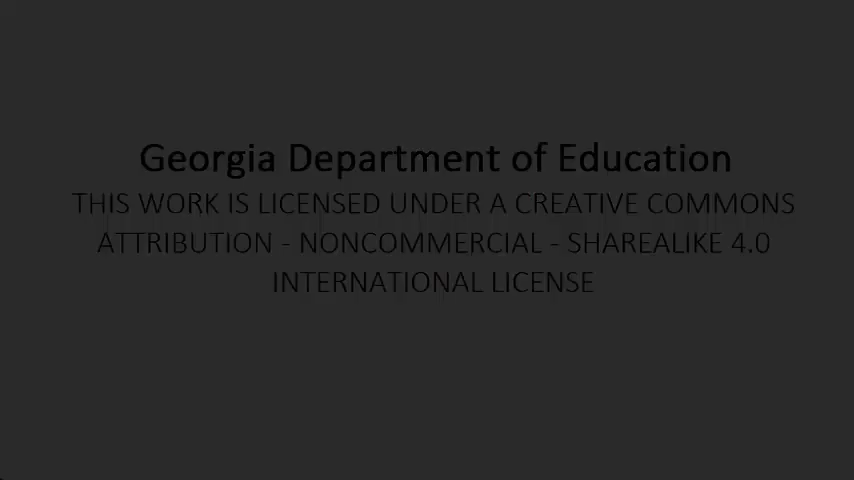 Georgia Department of Education
THIS WORK IS LICENSED UNDER A CREATIVE COMMONS
ATTRIBUTION - NONCOMMERCIAL - SHAREALIKE 4.0
INTERNATIONAL LICENSE